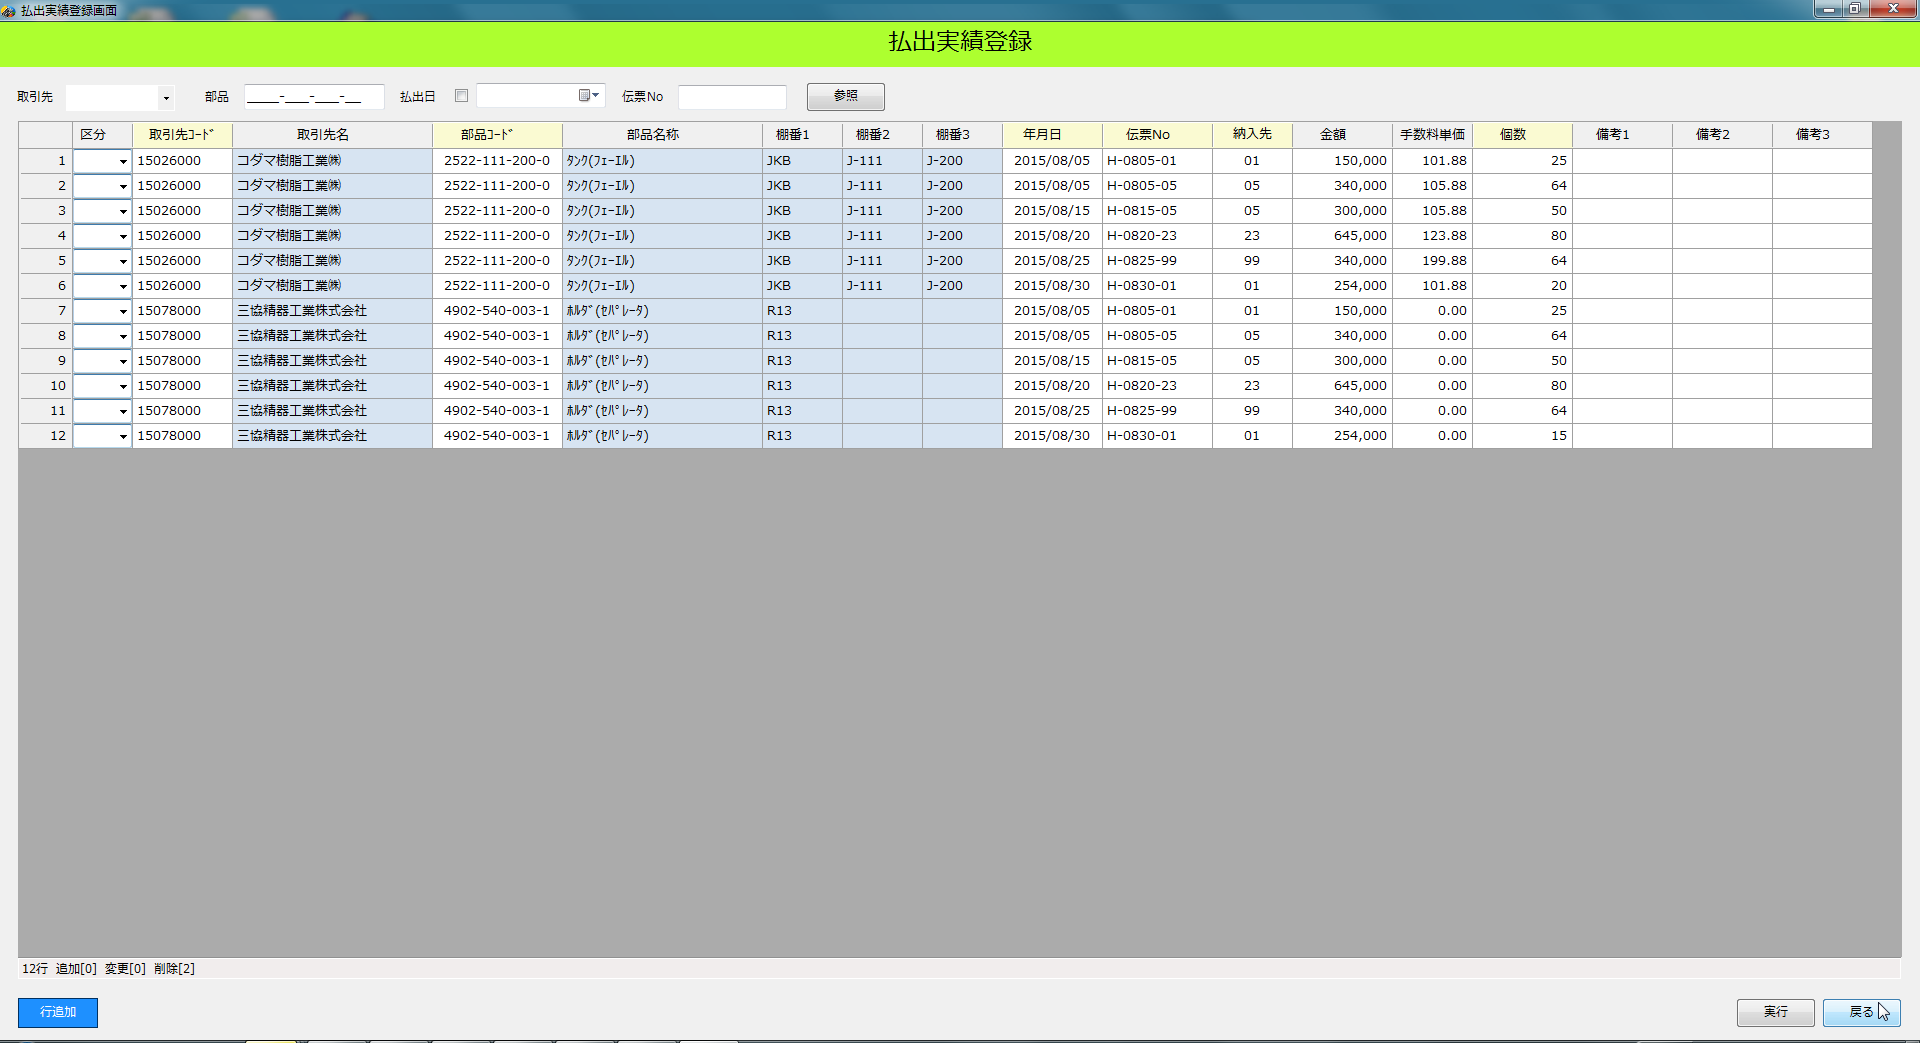 払出実績登録画面
払出実績登録
取引先 部品 ____-___-___-__ 払出日 伝票No 参照
区分 取引先ｺｰﾄﾞ 取引先名 部品ｺｰﾄﾞ 部品名称 棚番1 棚番2 棚番3 年月日 伝票No 納入先 金額 手数料単価 個数 備考1 備考2 備考3
1 15026000 コダマ樹脂工業㈱ 2522-111-200-0 ﾀﾝｸ(ﾌｭｰｴﾙ) JKB J-111 J-200 2015/08/05 H-0805-01 01 150,000 101.88 25
2 15026000 コダマ樹脂工業㈱ 2522-111-200-0 ﾀﾝｸ(ﾌｭｰｴﾙ) JKB J-111 J-200 2015/08/05 H-0805-05 05 340,000 105.88 64
3 15026000 コダマ樹脂工業㈱ 2522-111-200-0 ﾀﾝｸ(ﾌｭｰｴﾙ) JKB J-111 J-200 2015/08/15 H-0815-05 05 300,000 105.88 50
4 15026000 コダマ樹脂工業㈱ 2522-111-200-0 ﾀﾝｸ(ﾌｭｰｴﾙ) JKB J-111 J-200 2015/08/20 H-0820-23 23 645,000 123.88 80
5 15026000 コダマ樹脂工業㈱ 2522-111-200-0 ﾀﾝｸ(ﾌｭｰｴﾙ) JKB J-111 J-200 2015/08/25 H-0825-99 99 340,000 199.88 64
6 15026000 コダマ樹脂工業㈱ 2522-111-200-0 ﾀﾝｸ(ﾌｭｰｴﾙ) JKB J-111 J-200 2015/08/30 H-0830-01 01 254,000 101.88 20
7 15078000 三協精器工業株式会社 4902-540-003-1 ﾎﾙﾀﾞ(ｾﾊﾟﾚｰﾀ) R13 2015/08/05 H-0805-01 01 150,000 0.00 25
8 15078000 三協精器工業株式会社 4902-540-003-1 ﾎﾙﾀﾞ(ｾﾊﾟﾚｰﾀ) R13 2015/08/05 H-0805-05 05 340,000 0.00 64
9 15078000 三協精器工業株式会社 4902-540-003-1 ﾎﾙﾀﾞ(ｾﾊﾟﾚｰﾀ) R13 2015/08/15 H-0815-05 05 300,000 0.00 50
10 15078000 三協精器工業株式会社 4902-540-003-1 ﾎﾙﾀﾞ(ｾﾊﾟﾚｰﾀ) R13 2015/08/20 H-0820-23 23 645,000 0.00 80
11 15078000 三協精器工業株式会社 4902-540-003-1 ﾎﾙﾀﾞ(ｾﾊﾟﾚｰﾀ) R13 2015/08/25 H-0825-99 99 340,000 0.00 64
12 15078000 三協精器工業株式会社 4902-540-003-1 ﾎﾙﾀﾞ(ｾﾊﾟﾚｰﾀ) R13 2015/08/30 H-0830-01 01 254,000 0.00 15
12行 追加[0] 変更[0] 削除[2]
行追加 実行 戻る